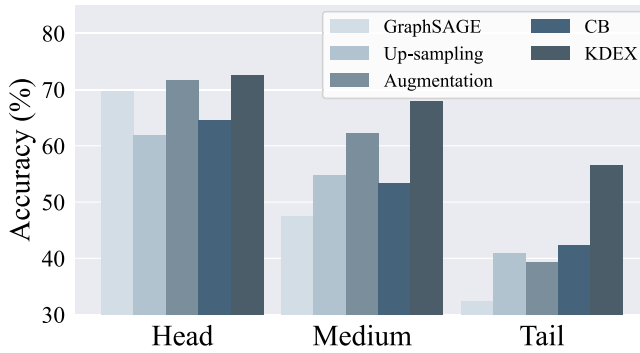 GraphSAGE
Up-sampling
Augmentation
CB
KDEX
Accuracy (%)
80
70
60
50
40
30
Head Medium Tail